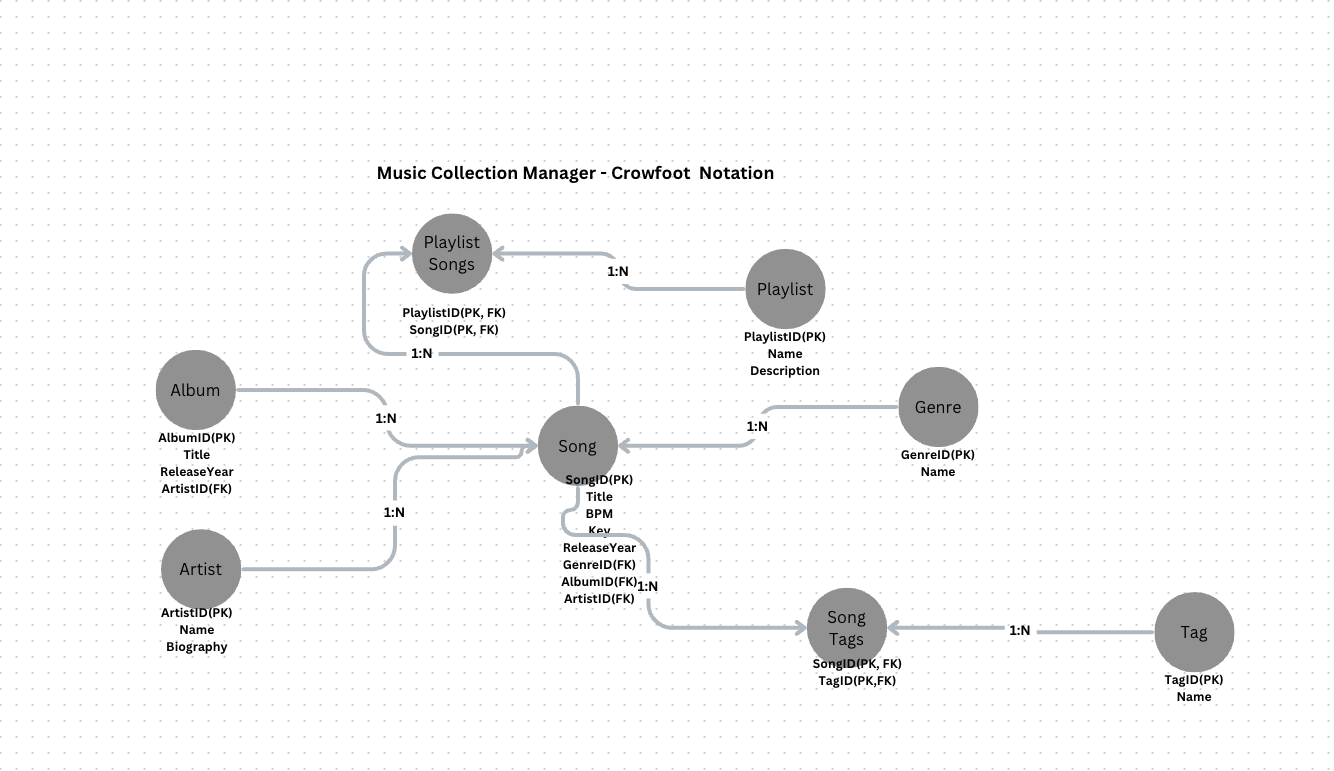 Music Collection Manager - Crowfoot  Notation
Playlist
Songs
PlaylistID(PK, FK)
SongID(PK, FK)
1:N
Playlist
PlaylistID(PK)
Name
Description
1:N
Album
AlbumID(PK)
Title
ReleaseYear
ArtistID(FK)
1:N
Song
SongID(PK)
Title
BPM
Key
ReleaseYear
GenreID(FK)
AlbumID(FK)
ArtistID(FK)
1:N
Genre
GenreID(PK)
Name
1:N
Artist
ArtistID(PK)
Name
Biography
1:N
Song
Tags
SongID(PK, FK)
TagID(PK,FK)
1:N
Tag
TagID(PK)
Name